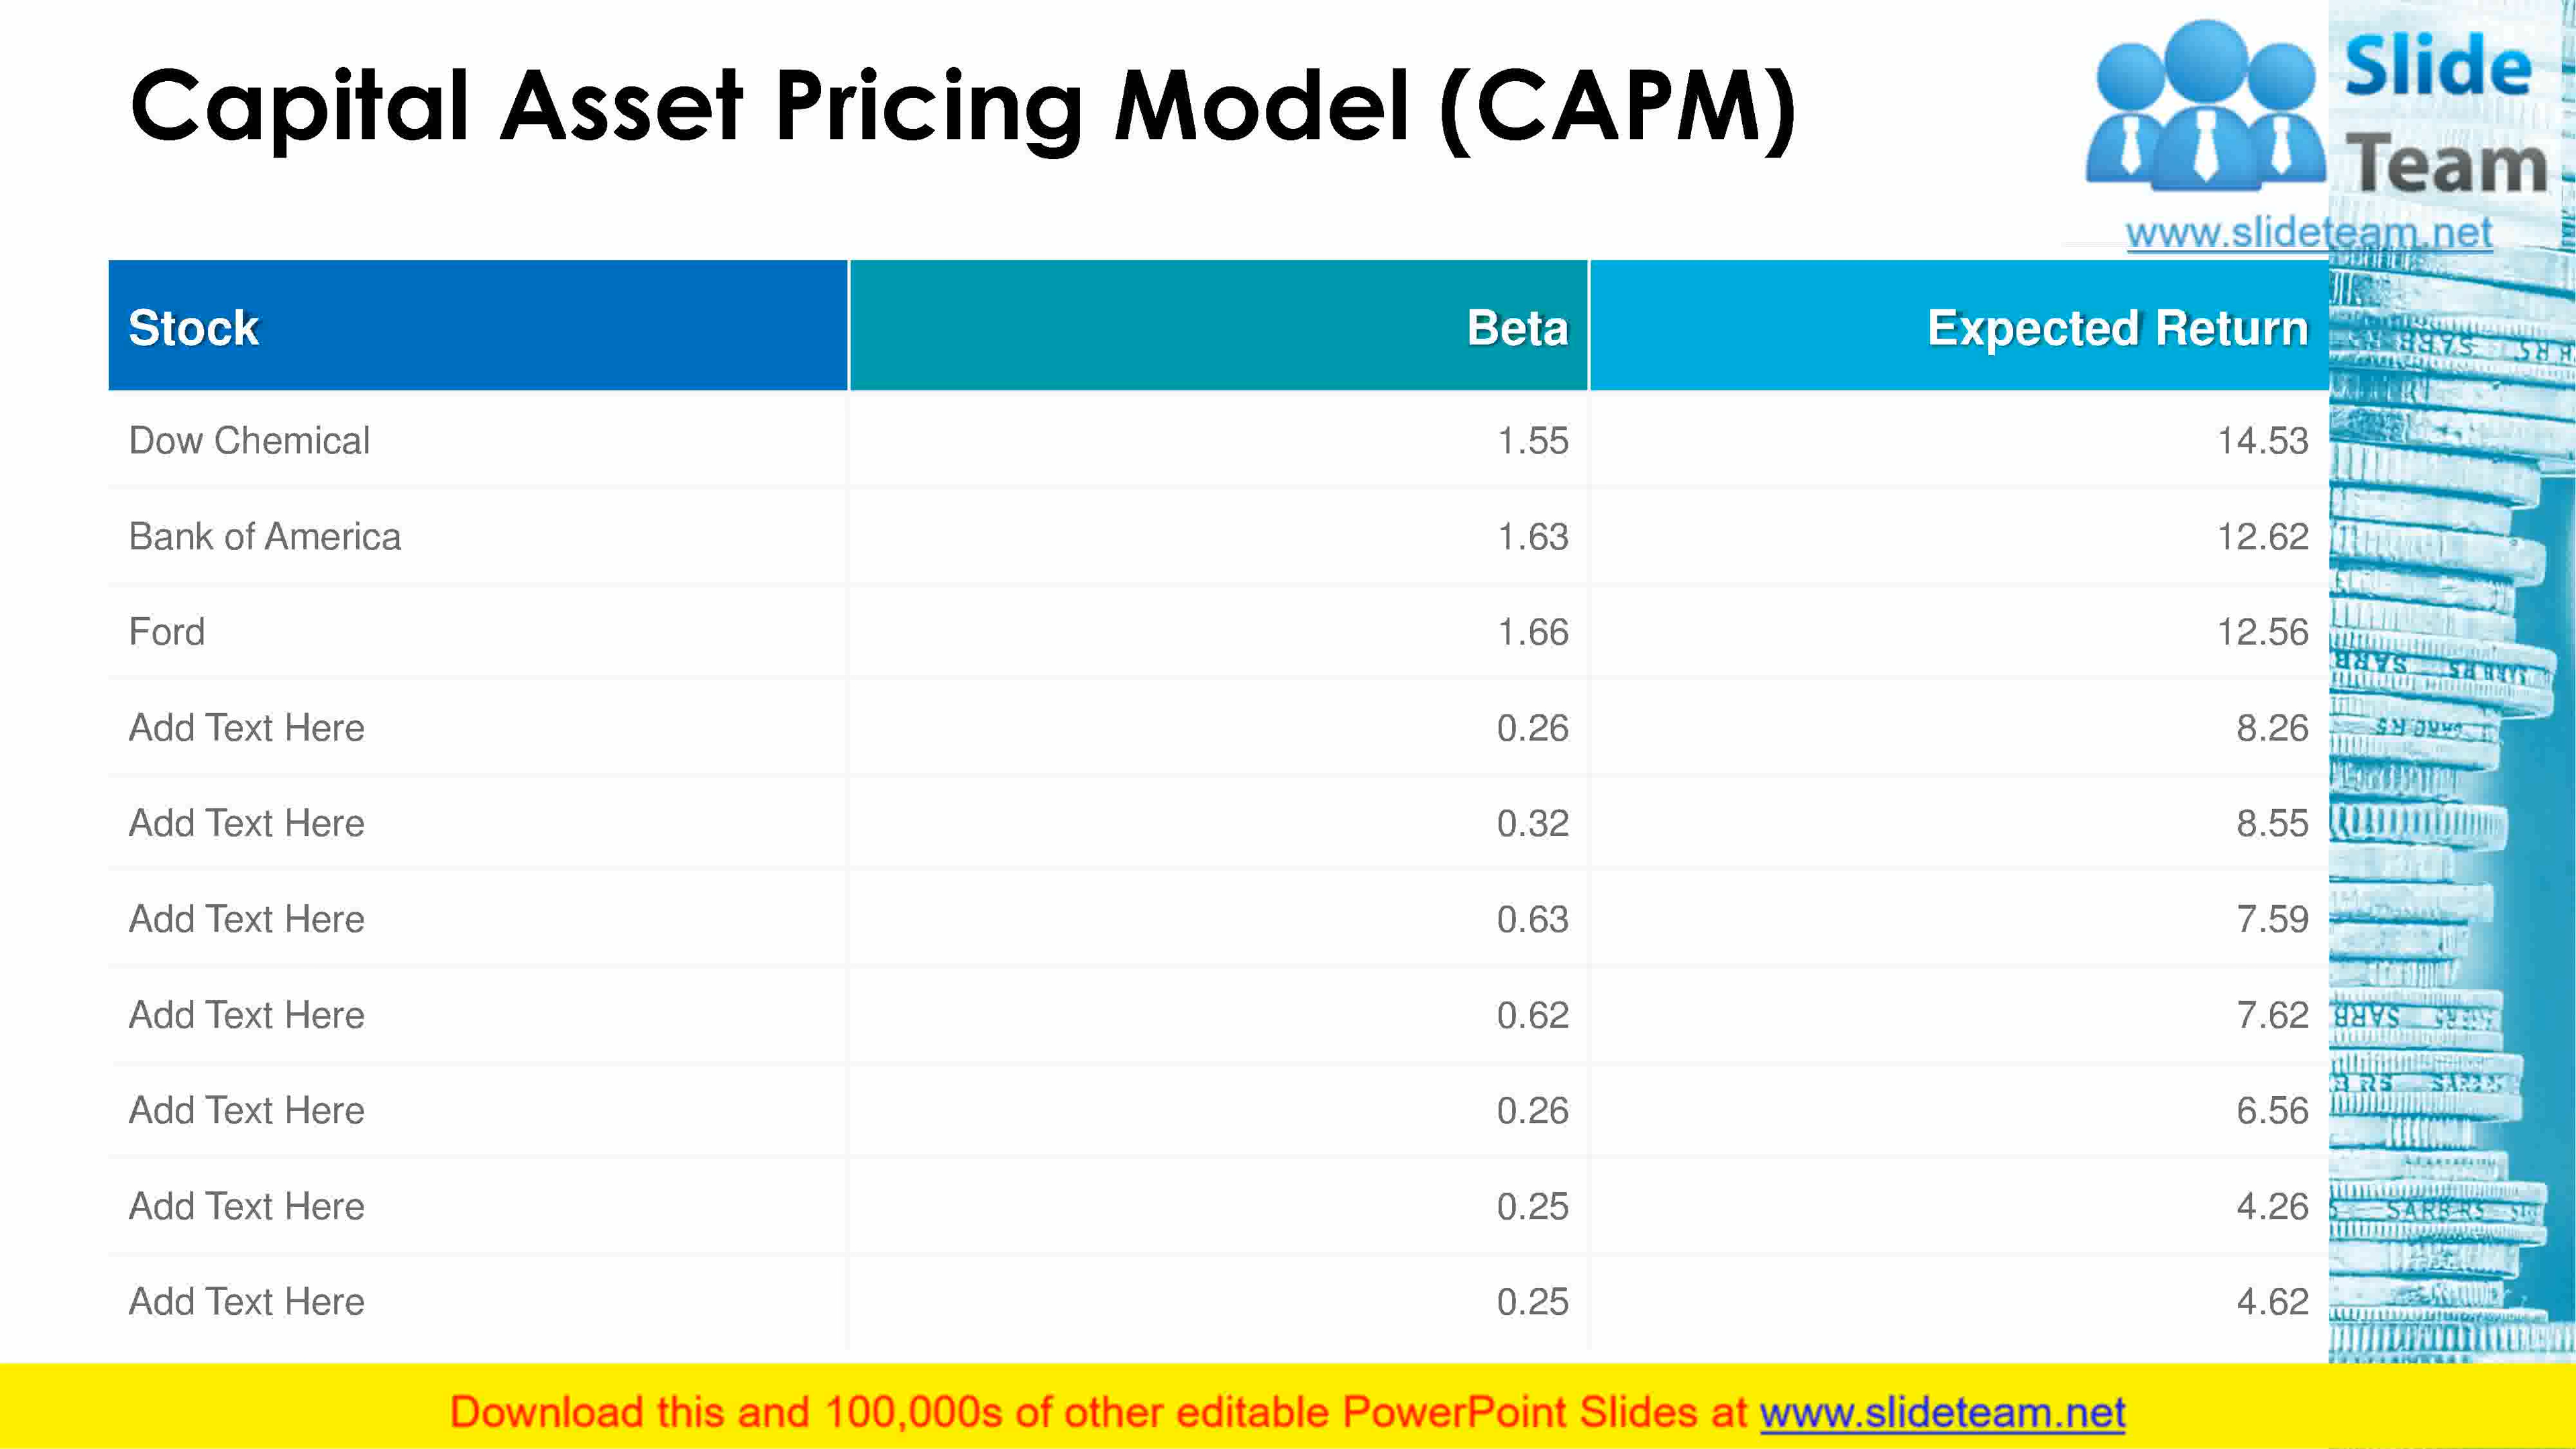 Capital Asset Pricing Model (CAPM)
Slide
Team
www.slideteam.net
Stock Beta Expected Return
Dow Chemical 1.55 14.53
Bank of America 1.63 12.62
Ford 1.66 12.56
Add Text Here 0.26 8.26
Add Text Here 0.32 8.55
Add Text Here 0.63 7.59
Add Text Here 0.62 7.62
Add Text Here 0.26 6.56
Add Text Here 0.25 4.26
Add Text Here 0.25 4.62
Download this and 100,000s of other editable PowerPoint Slides at www.slideteam.net